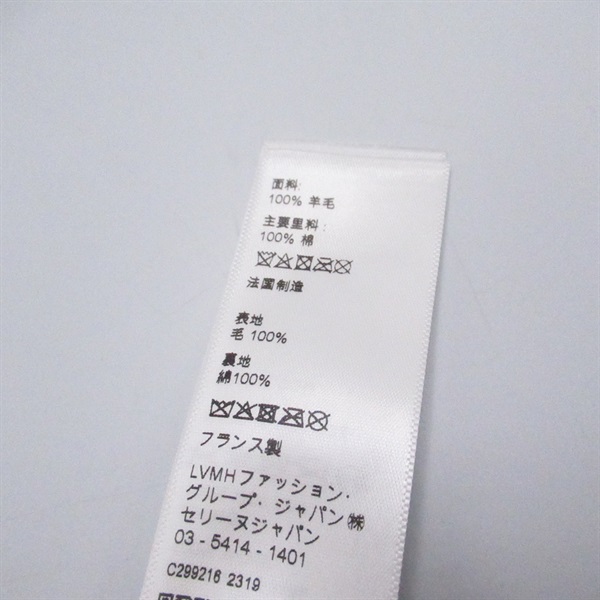 面料:
100% 羊毛
主要里料:
100% 棉
法国制造
表地
毛 100%
裏地
綿100%
フランス製
LVMHファッション・
グループ・ジャパン㈱
セリーヌジャパン
03 - 5414 - 1401
C299216 2319